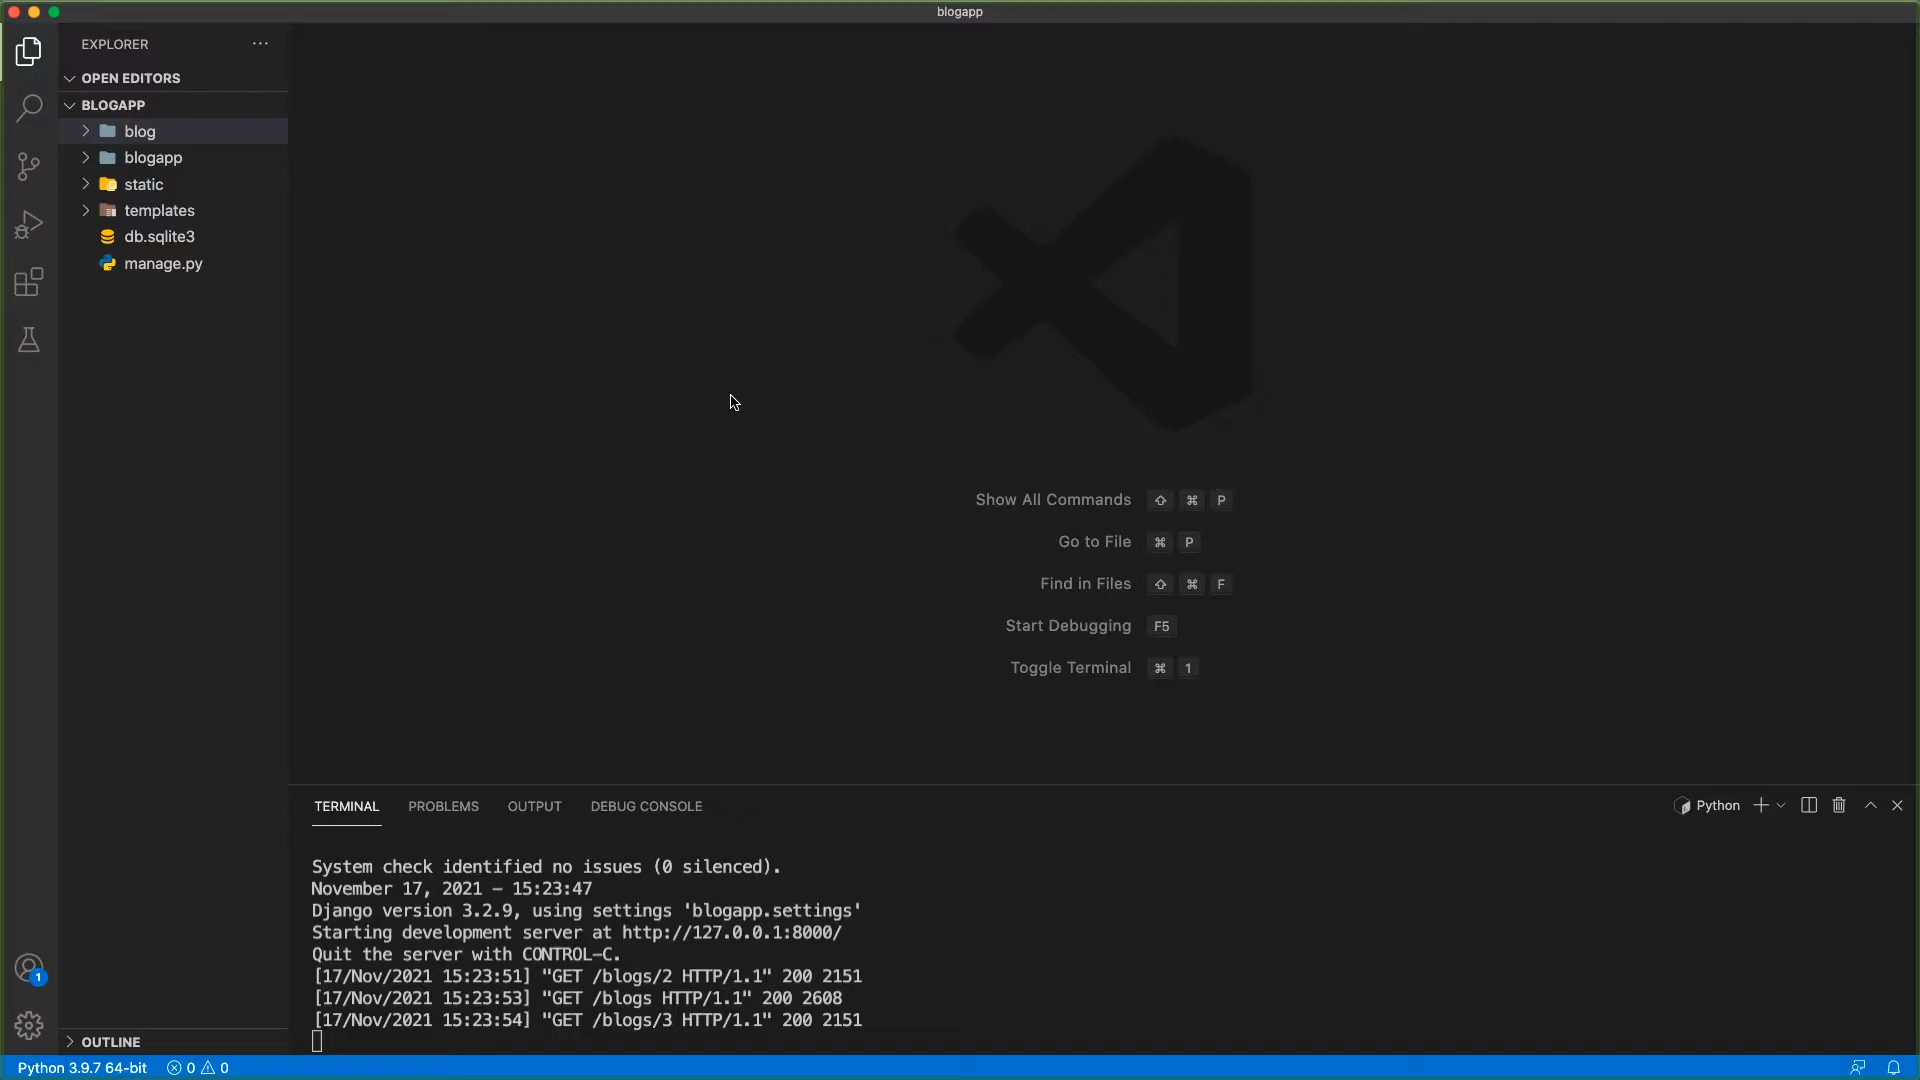 blogapp
EXPLORER
OPEN EDITORS
BLOGAPP
blog
blogapp
static
templates
db.sqlite3
manage.py
Show All Commands ⇧ ⌘ P
Go to File ⌘ P
Find in Files ⇧ ⌘ F
Start Debugging F5
Toggle Terminal ⌘ 1
TERMINAL PROBLEMS OUTPUT DEBUG CONSOLE
Python
System check identified no issues (0 silenced).
November 17, 2021 - 15:23:47
Django version 3.2.9, using settings 'blogapp.settings'
Starting development server at http://127.0.0.1:8000/
Quit the server with CONTROL-C.
[17/Nov/2021 15:23:51] "GET /blogs/2 HTTP/1.1" 200 2151
[17/Nov/2021 15:23:53] "GET /blogs HTTP/1.1" 200 2608
[17/Nov/2021 15:23:54] "GET /blogs/3 HTTP/1.1" 200 2151
1
OUTLINE
Python 3.9.7 64-bit 0 0